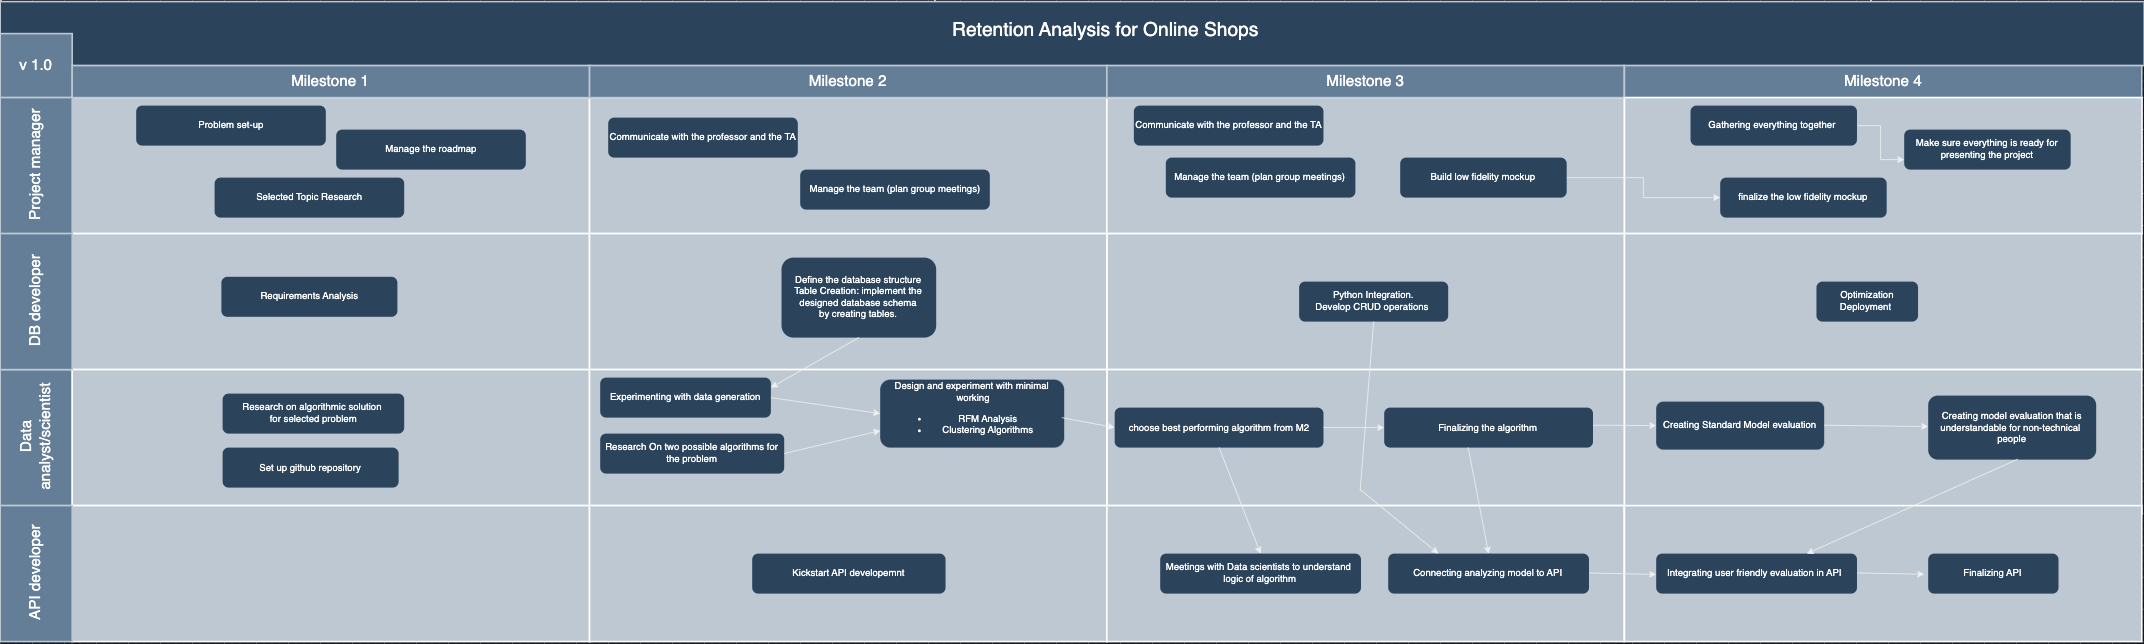 Retention Analysis for Online Shops
v 1.0
Milestone 1
Milestone 2
Milestone 3
Milestone 4
Project manager
Problem set-up
Manage the roadmap
Selected Topic Research
Communicate with the professor and the TA
Manage the team (plan group meetings)
Communicate with the professor and the TA
Manage the team (plan group meetings)
Build low fidelity mockup
Gathering everything together
Make sure everything is ready for
presenting the project
finalize the low fidelity mockup
DB developer
Requirements Analysis
Define the database structure
Table Creation: implement the
designed database schema
by creating tables.
Python Integration.
Develop CRUD operations
Optimization
Deployment
Data
analyst/scientist
Research on algorithmic solution
for selected problem
Set up github repository
Experimenting with data generation
Research On two possible algorithms for
the problem
Design and experiment with minimal
working
• RFM Analysis
• Clustering Algorithms
choose best performing algorithm from M2
Finalizing the algorithm
Creating Standard Model evaluation
Creating model evaluation that is
understandable for non-technical
people
API developer
Kickstart API developemnt
Meetings with Data scientists to understand
logic of algorithm
Connecting analyzing model to API
Integrating user friendly evaluation in API
Finalizing API